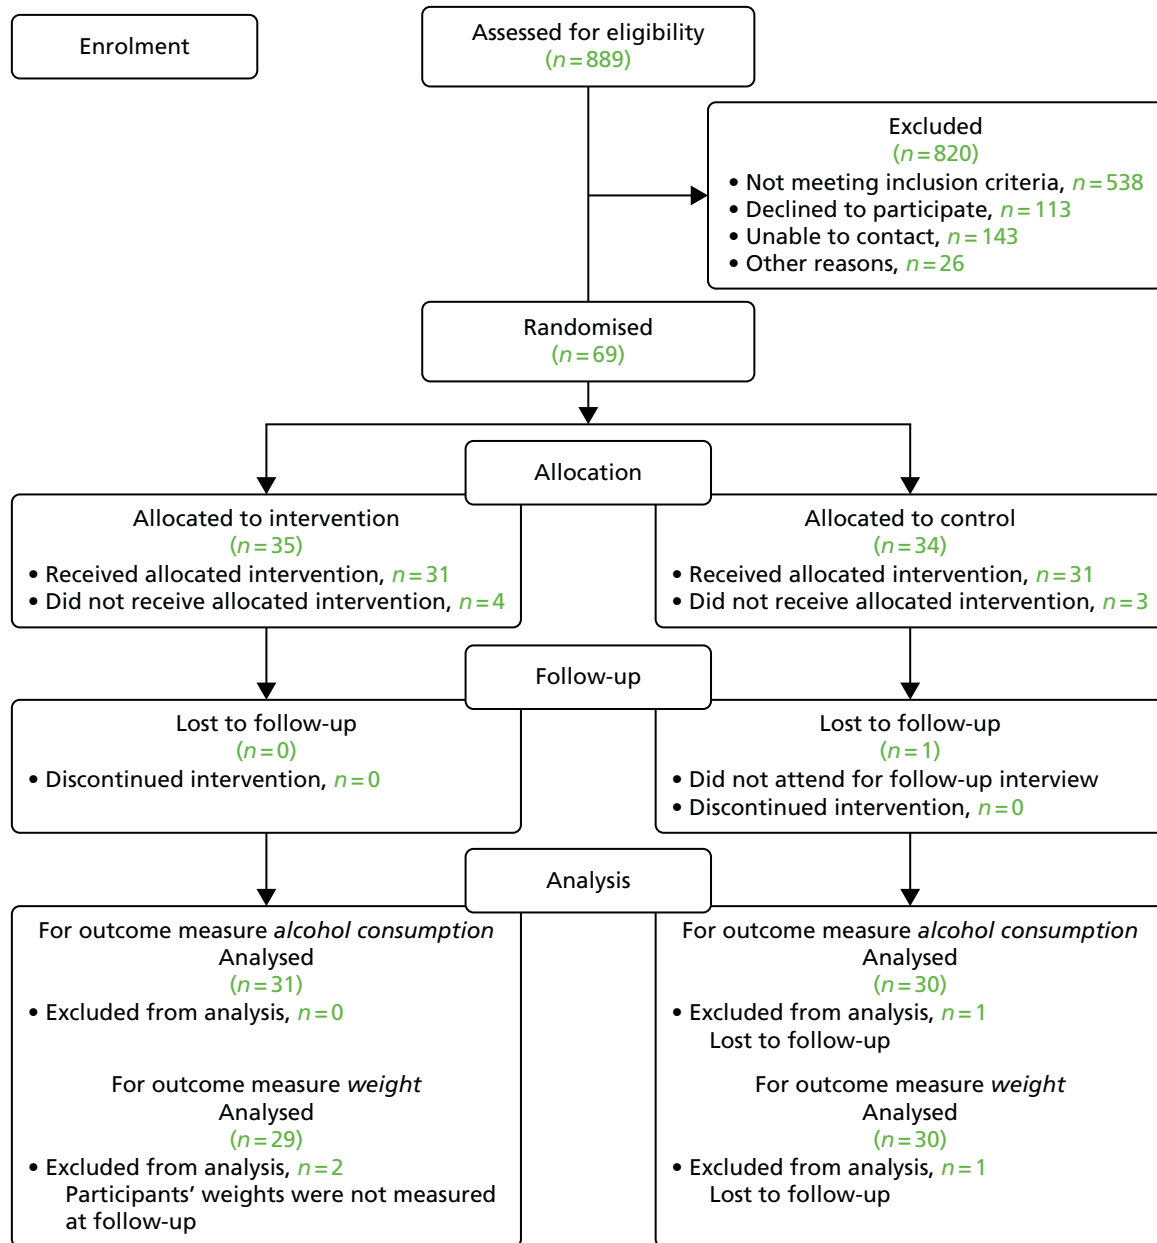 Enrolment
Assessed for eligibility
(n=889)
Excluded
(n=820)
• Not meeting inclusion criteria, n=538
• Declined to participate, n=113
• Unable to contact, n=143
• Other reasons, n=26
Randomised
(n=69)
Allocation
Allocated to intervention
(n=35)
• Received allocated intervention, n=31
• Did not receive allocated intervention, n=4
Allocated to control
(n=34)
• Received allocated intervention, n=31
• Did not receive allocated intervention, n=3
Follow-up
Lost to follow-up
(n=0)
• Discontinued intervention, n=0
Lost to follow-up
(n=1)
• Did not attend for follow-up interview
• Discontinued intervention, n=0
Analysis
For outcome measure alcohol consumption
Analysed
(n=31)
• Excluded from analysis, n=0
For outcome measure weight
Analysed
(n=29)
• Excluded from analysis, n=2
Participants’ weights were not measured
at follow-up
For outcome measure alcohol consumption
Analysed
(n=30)
• Excluded from analysis, n=1
Lost to follow-up
For outcome measure weight
Analysed
(n=30)
• Excluded from analysis, n=1
Lost to follow-up